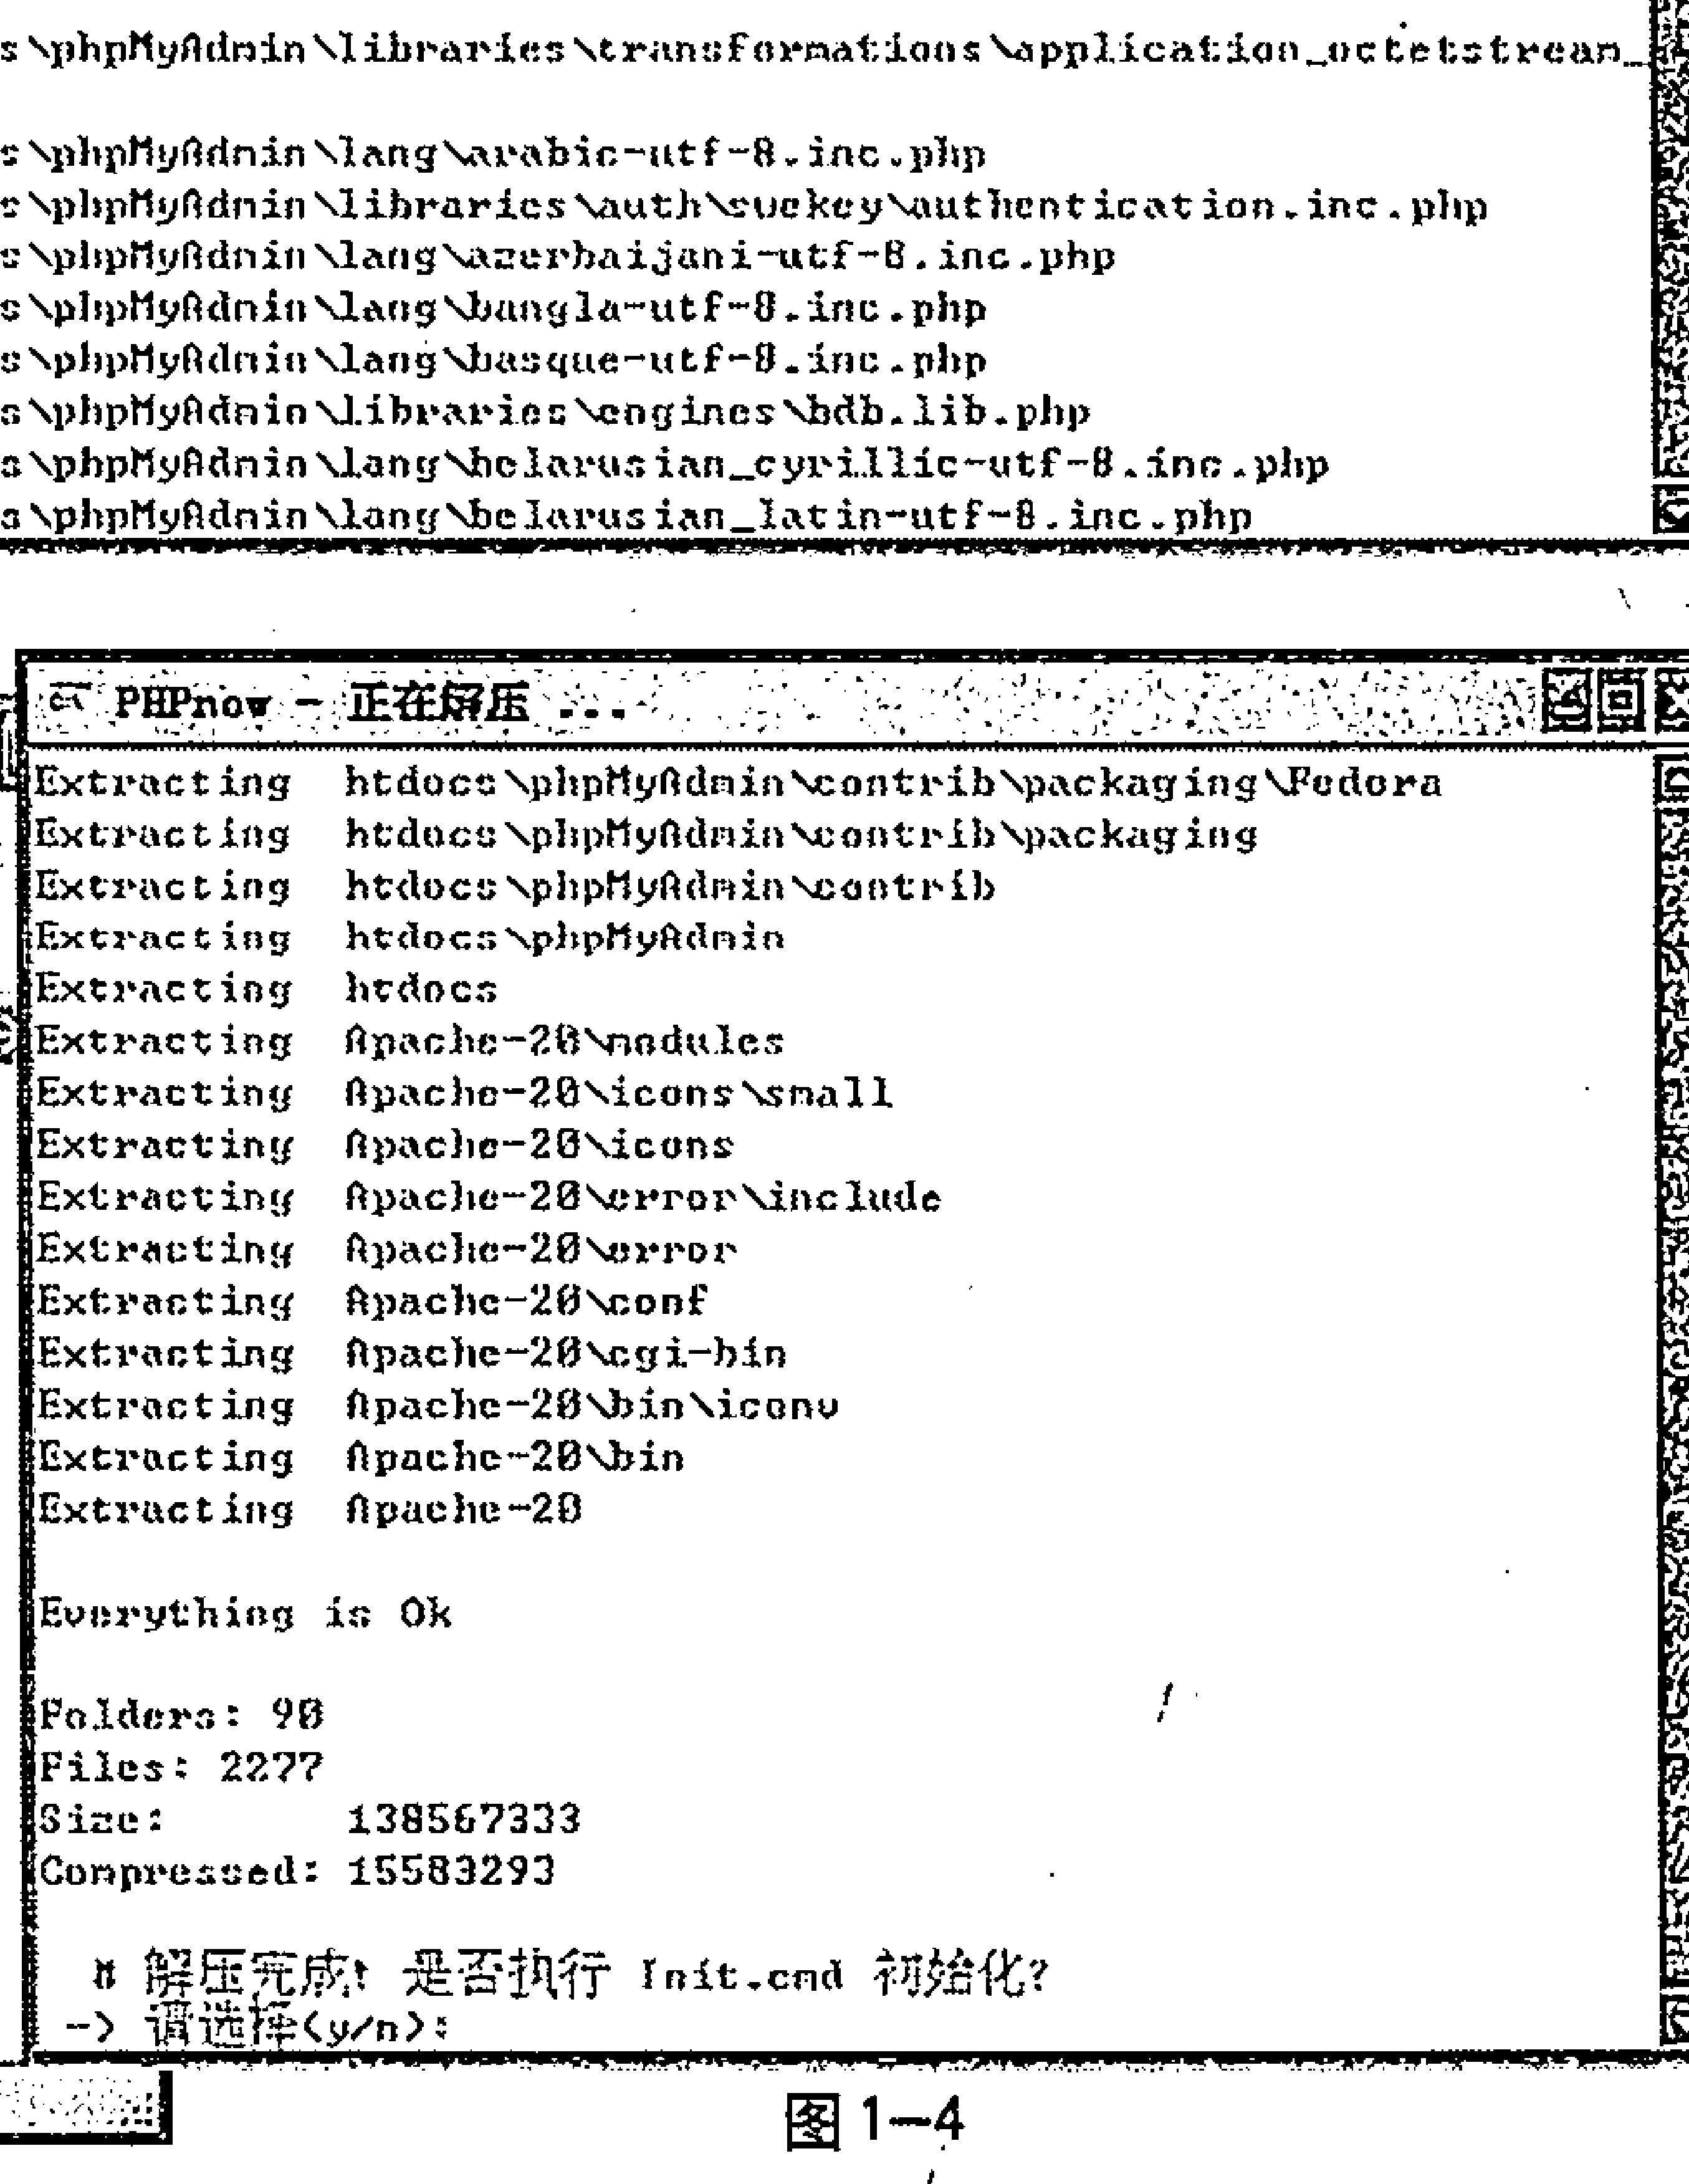 s\phpMyAdmin\libraries\transformations\application_octetstream_
s\phpMyAdmin\lang\arabic-utf-8.inc.php
s\phpMyAdmin\libraries\auth\swekey\authentication.inc.php
s\phpMyAdmin\lang\azerbaijani-utf-8.inc.php
s\phpMyAdmin\lang\bangla-utf-8.inc.php
s\phpMyAdmin\lang\basque-utf-8.inc.php
s\phpMyAdmin\libraries\engines\bdb.lib.php
s\phpMyAdmin\lang\belarusian_cyrillic-utf-8.inc.php
s\phpMyAdmin\lang\belarusian_latin-utf-8.inc.php
PHPnow - 正在解压 ...
Extracting htdocs\phpMyAdmin\contrib\packaging\Fedora
Extracting htdocs\phpMyAdmin\contrib\packaging
Extracting htdocs\phpMyAdmin\contrib
Extracting htdocs\phpMyAdmin
Extracting htdocs
Extracting Apache-20\modules
Extracting Apache-20\icons\small
Extracting Apache-20\icons
Extracting Apache-20\error\include
Extracting Apache-20\error
Extracting Apache-20\conf
Extracting Apache-20\cgi-bin
Extracting Apache-20\bin\iconv
Extracting Apache-20\bin
Extracting Apache-20
Everything is Ok
Folders: 90
Files: 2277
Size: 138567333
Compressed: 15583293
# 解压完成! 是否执行 Init.cmd 初始化?
-> 请选择(y/n):
图 1—4